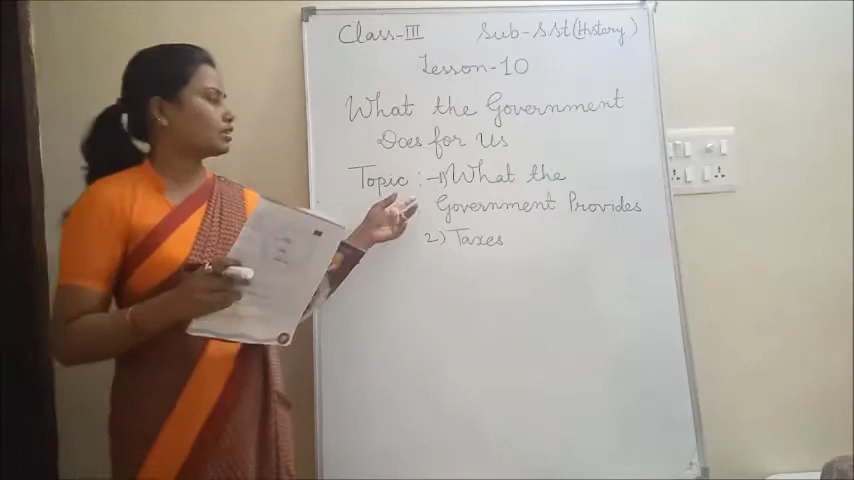 Class-III Sub-SSt(History)
Lesson-10
What the Government
Does for Us
Topic:-1) What the
Government Provides
2) Taxes